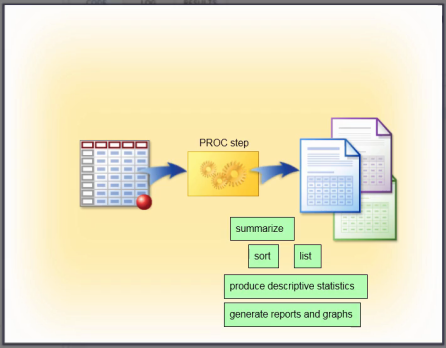 PROC step
summarize
sort list
produce descriptive statistics
generate reports and graphs